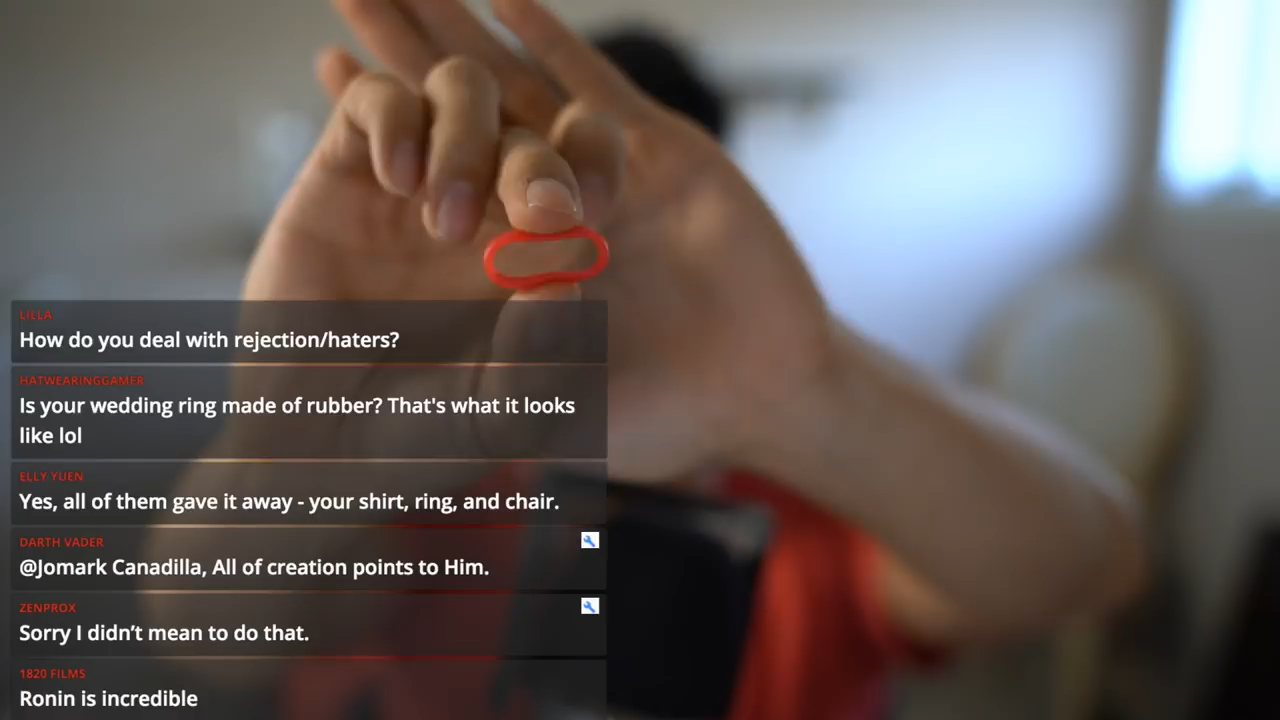 LILLA
How do you deal with rejection/haters?
HATWEARINGGAMER
Is your wedding ring made of rubber? That's what it looks
like lol
ELLY YUEN
Yes, all of them gave it away - your shirt, ring, and chair.
DARTH VADER
@Jomark Canadilla, All of creation points to Him.
ZENPROX
Sorry I didn’t mean to do that.
1820 FILMS
Ronin is incredible